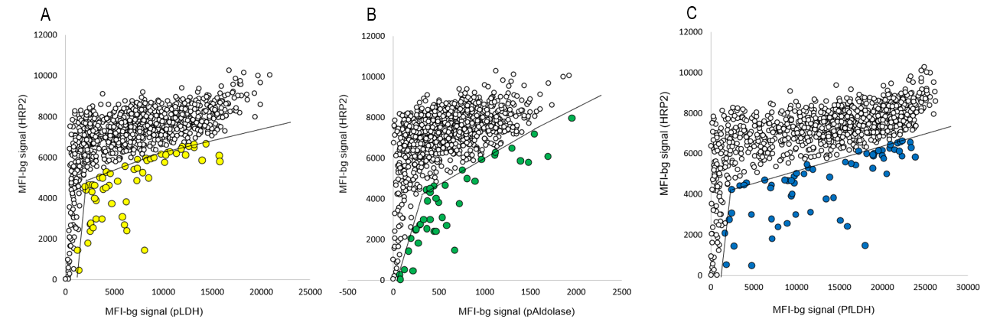 A
12000
10000
8000
6000
4000
2000
0
MFI-bg signal (HRP2)
0 5000 10000 15000 20000 25000
MFI-bg signal (pLDH)
B
12000
10000
8000
6000
4000
2000
0
MFI-bg signal (HRP2)
-500 0 500 1000 1500 2000 2500
MFI-bg signal (pAldolase)
C
12000
10000
8000
6000
4000
2000
0
MFI-bg signal (HRP2)
0 5000 10000 15000 20000 25000 30000
MFI-bg signal (PfLDH)